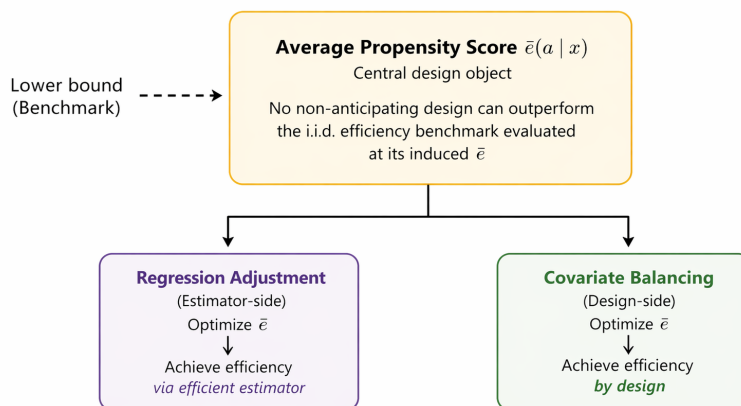 Average Propensity Score ē(a | x)
Central design object
Lower bound
(Benchmark)
No non-anticipating design can outperform
the i.i.d. efficiency benchmark evaluated
at its induced ē
Regression Adjustment
(Estimator-side)
Optimize ē
Achieve efficiency
via efficient estimator
Covariate Balancing
(Design-side)
Optimize ē
Achieve efficiency
by design